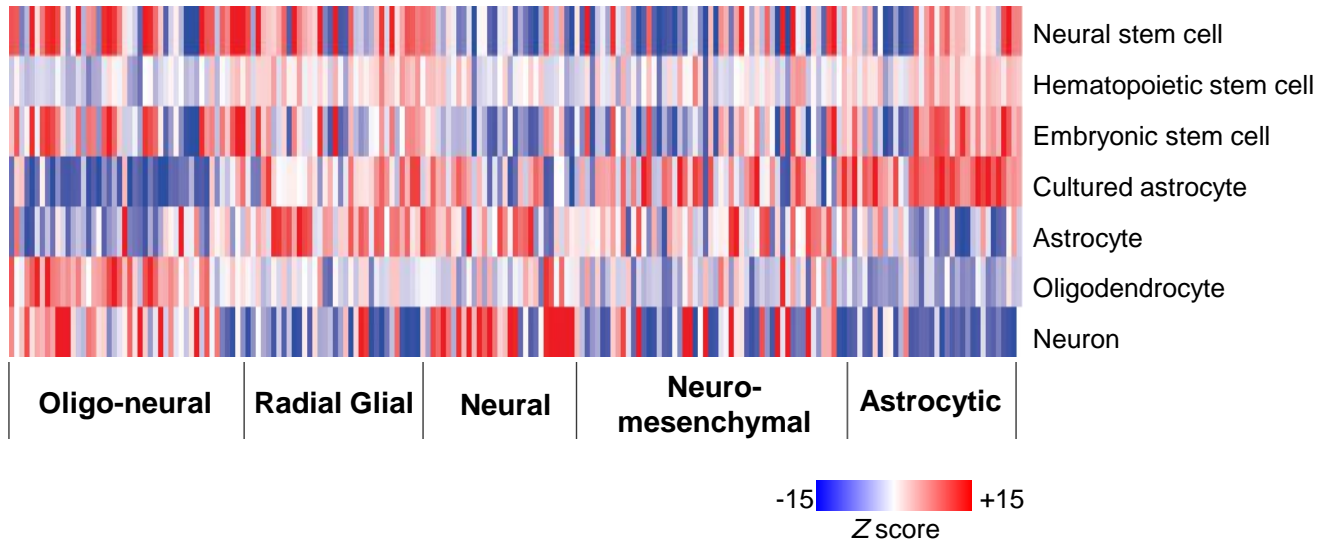 Neural stem cell
Hematopoietic stem cell
Embryonic stem cell
Cultured astrocyte
Astrocyte
Oligodendrocyte
Neuron
Oligo-neural
Radial Glial
Neural
Neuro-
mesenchymal
Astrocytic
-15 +15
Z score